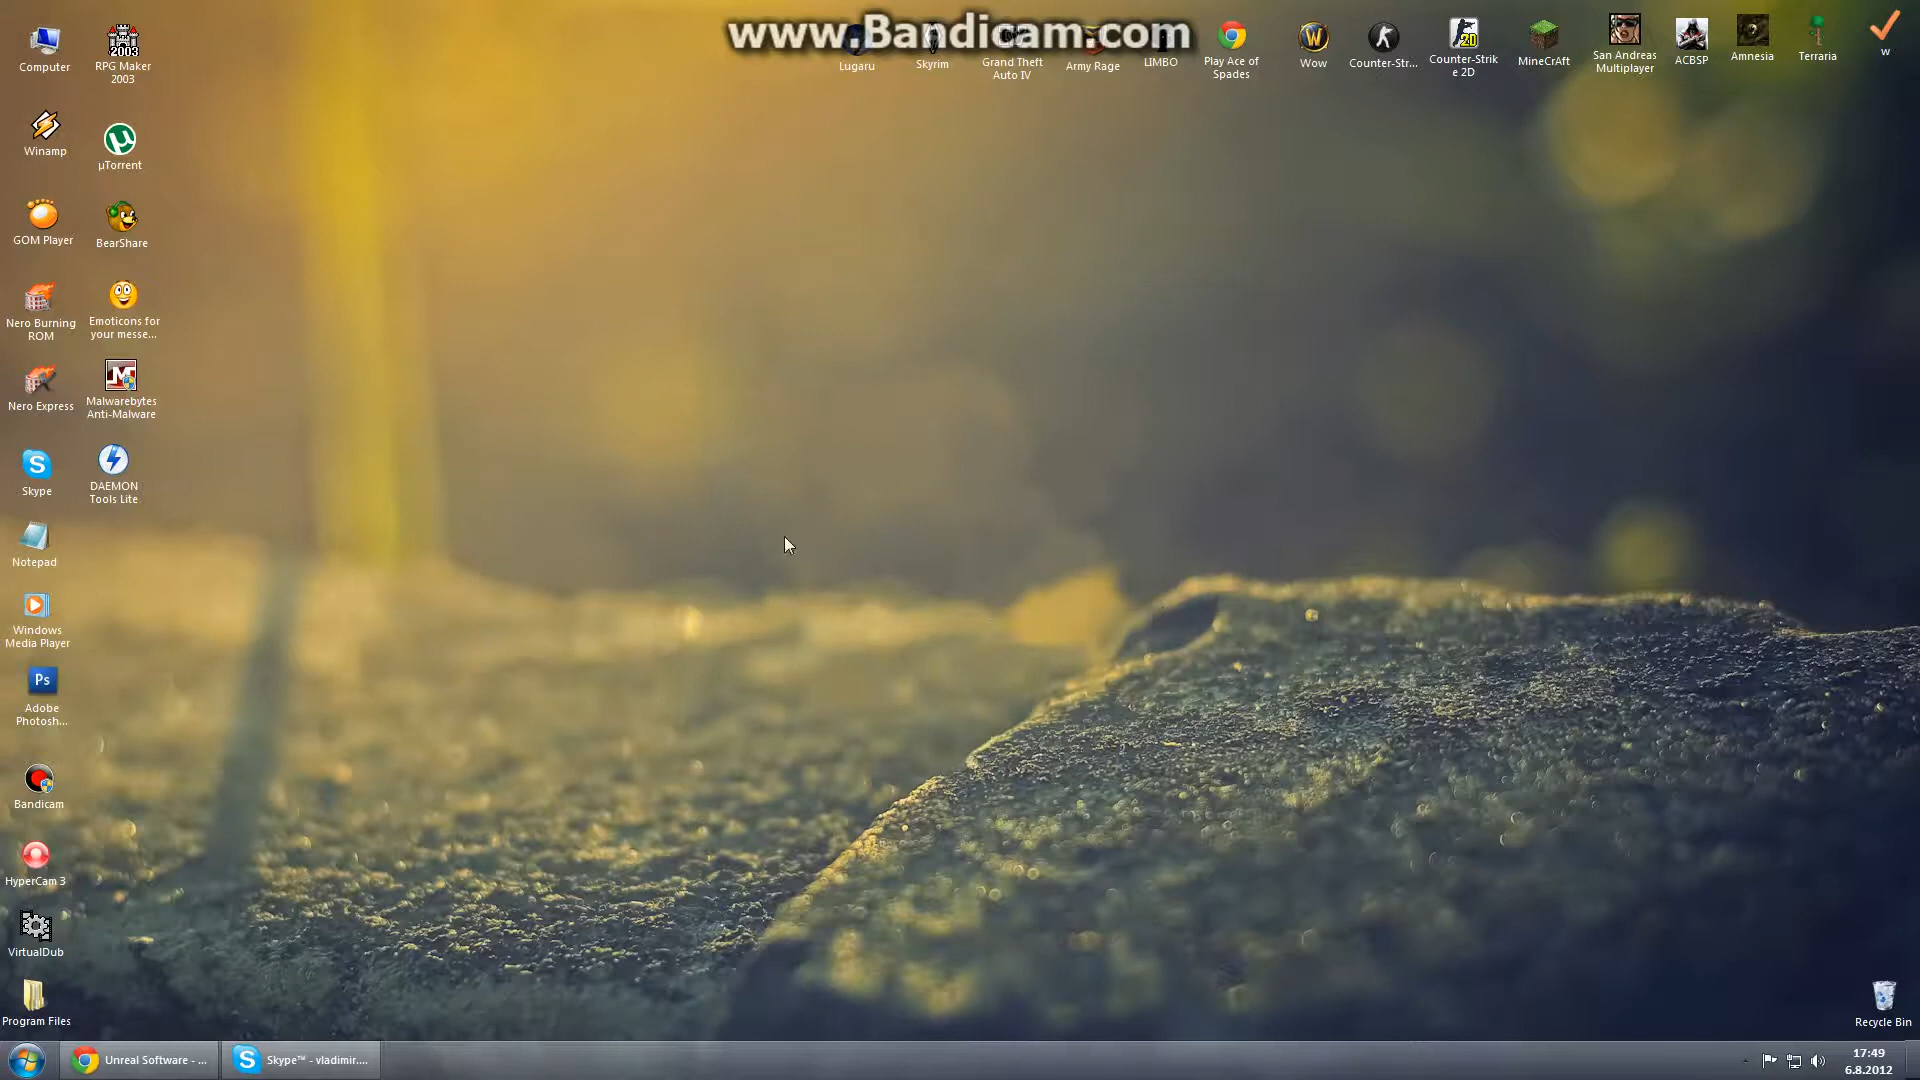 www.Bandicam.com
Computer
RPG Maker
2003
Lugaru
Skyrim
Grand Theft
Auto IV
Army Rage
LIMBO
Play Ace of
Spades
Wow
Counter-Str...
Counter-Strik
e 2D
MineCrAft
San Andreas
Multiplayer
ACBSP
Amnesia
Terraria
w
Winamp
µTorrent
GOM Player
BearShare
Nero Burning
ROM
Emoticons for
your messe...
Nero Express
Malwarebytes
Anti-Malware
Skype
DAEMON
Tools Lite
Notepad
Windows
Media Player
Ps
Adobe
Photosh...
Bandicam
HyperCam 3
VirtualDub
Program Files
Recycle Bin
Unreal Software - ...
Skype™ - vladimir....
17:49
6.8.2012